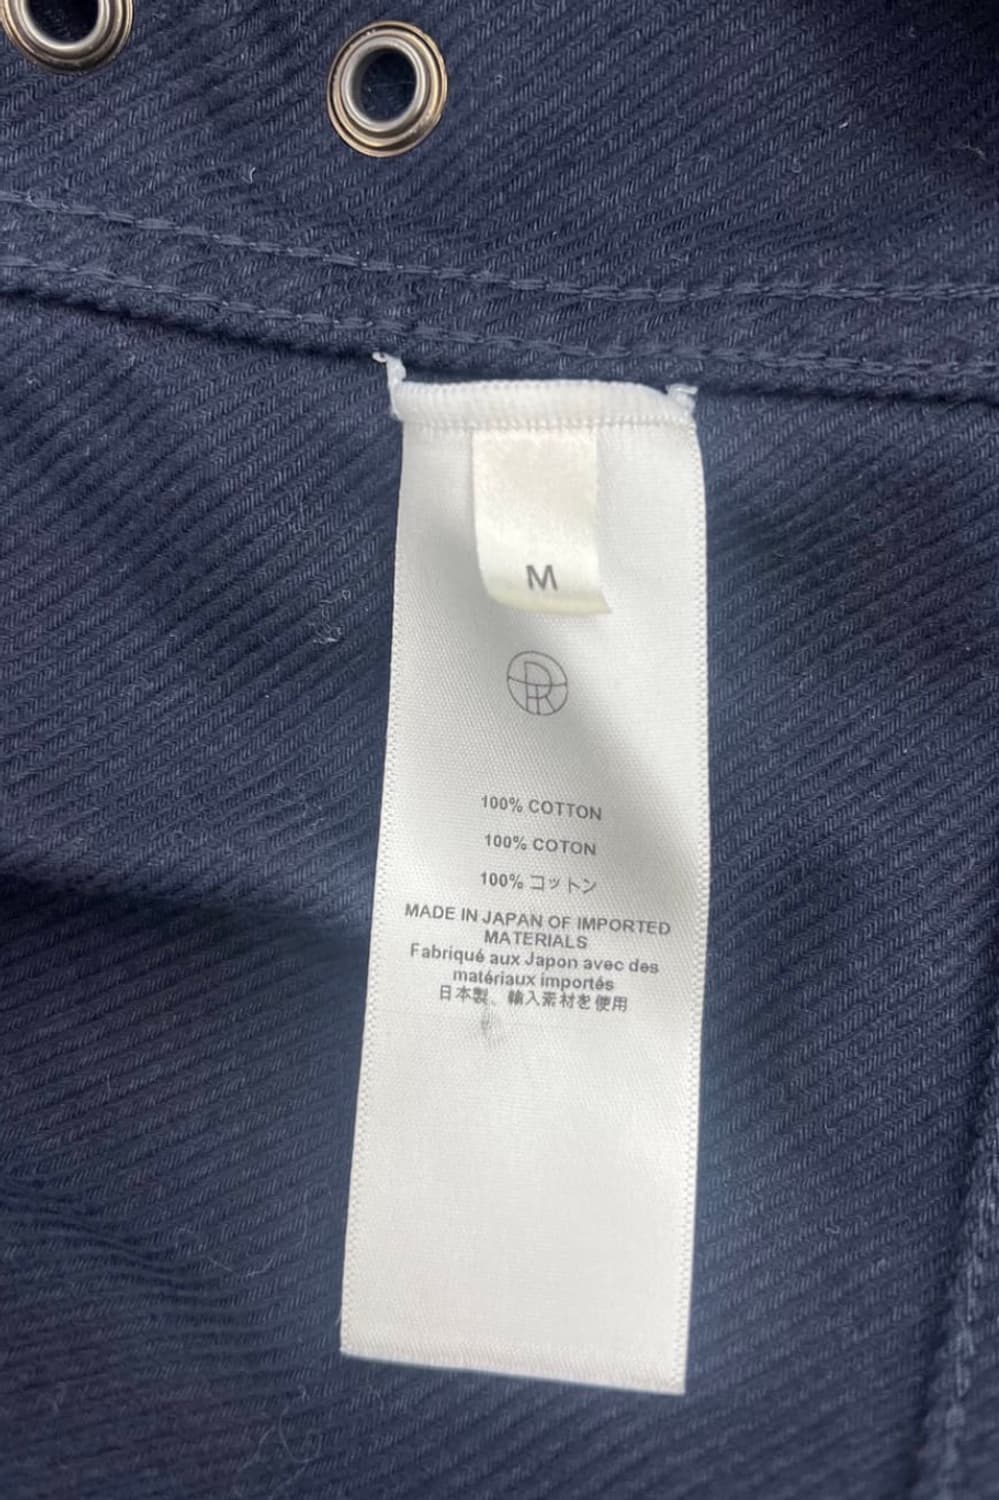 M
100% COTTON
100% COTON
100% コットン
MADE IN JAPAN OF IMPORTED
MATERIALS
Fabriqué aux Japon avec des
matériaux importés
日本製、輸入素材を使用